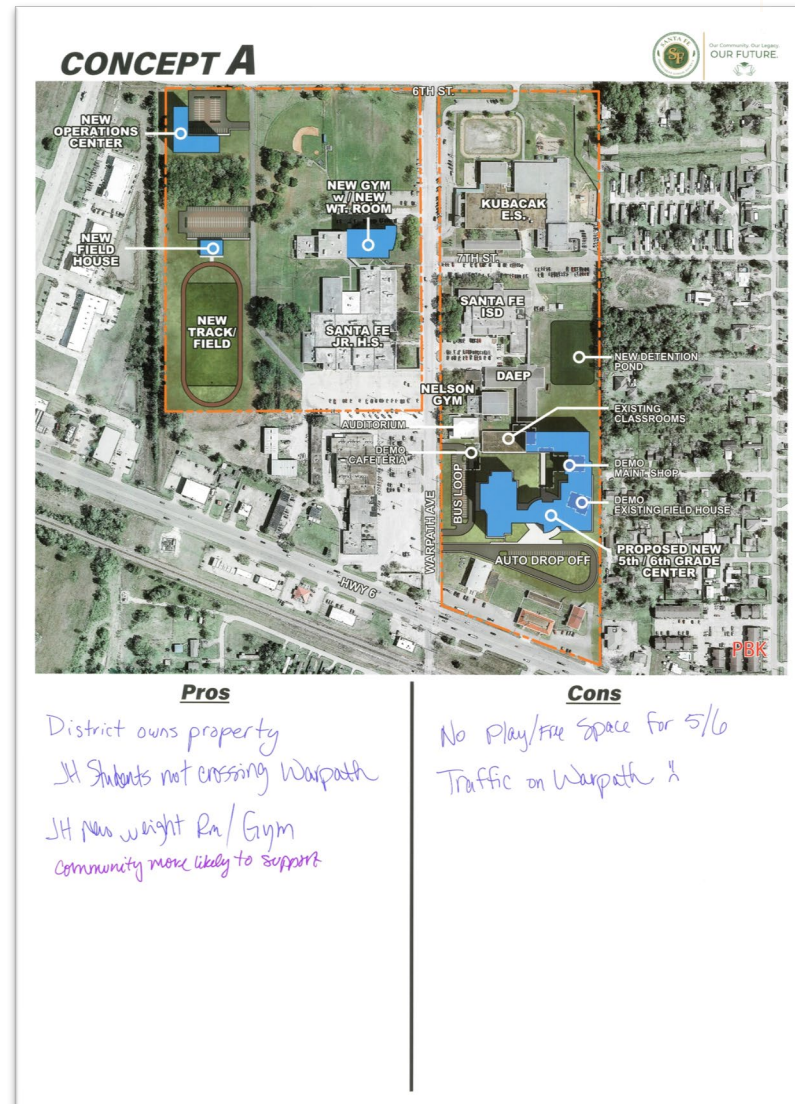 CONCEPT A
SANTA FE
SF
Our Community. Our Legacy.
OUR FUTURE.
6TH ST.
NEW
OPERATIONS
CENTER
NEW GYM
w/ NEW
WT. ROOM
KUBACAK
E.S.
NEW
FIELD
HOUSE
7TH ST.
SANTA FE
ISD
NEW
TRACK/
FIELD
SANTA FE
JR. H.S.
NEW DETENTION
POND
DAEP
NELSON
GYM
EXISTING
CLASSROOMS
AUDITORIUM
DEMO
CAFETERIA
DEMO
MAINT. SHOP
BUS LOOP
DEMO
EXISTING FIELD HOUSE
WARPATH AVE
PROPOSED NEW
5th / 6th GRADE
CENTER
AUTO DROP OFF
HWY 6
PBK
Pros
District owns property
JH Students not crossing Warpath
JH New weight Rm/ Gym
community more likely to support
Cons
No Play/Free Space for 5/6
Traffic on Warpath